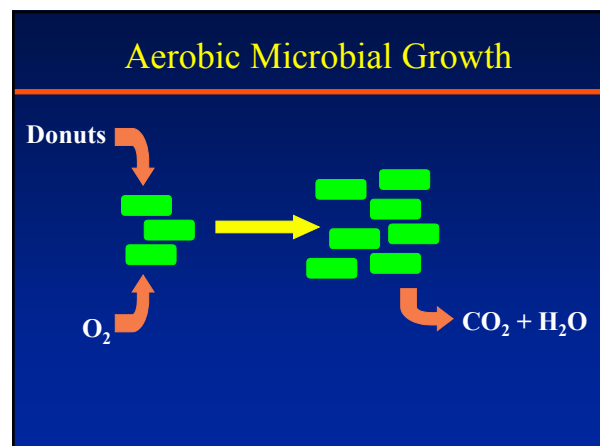 Aerobic Microbial Growth
Donuts
O₂
CO₂ + H₂O